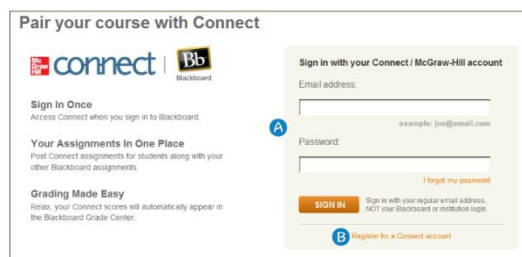 Pair your course with Connect
Mc
Graw
Hill
connect
Bb
Blackboard
Sign In Once
Access Connect when you sign in to Blackboard.
Your Assignments In One Place
Post Connect assignments for students along with your
other Blackboard assignments.
Grading Made Easy
Relax, your Connect scores will automatically appear in
the Blackboard Grade Center.
A
Sign in with your Connect / McGraw-Hill account
Email address:
example: joe@email.com
Password:
I forgot my password
SIGN IN
Sign in with your regular email address,
NOT your Blackboard or institution login.
B Register for a Connect account